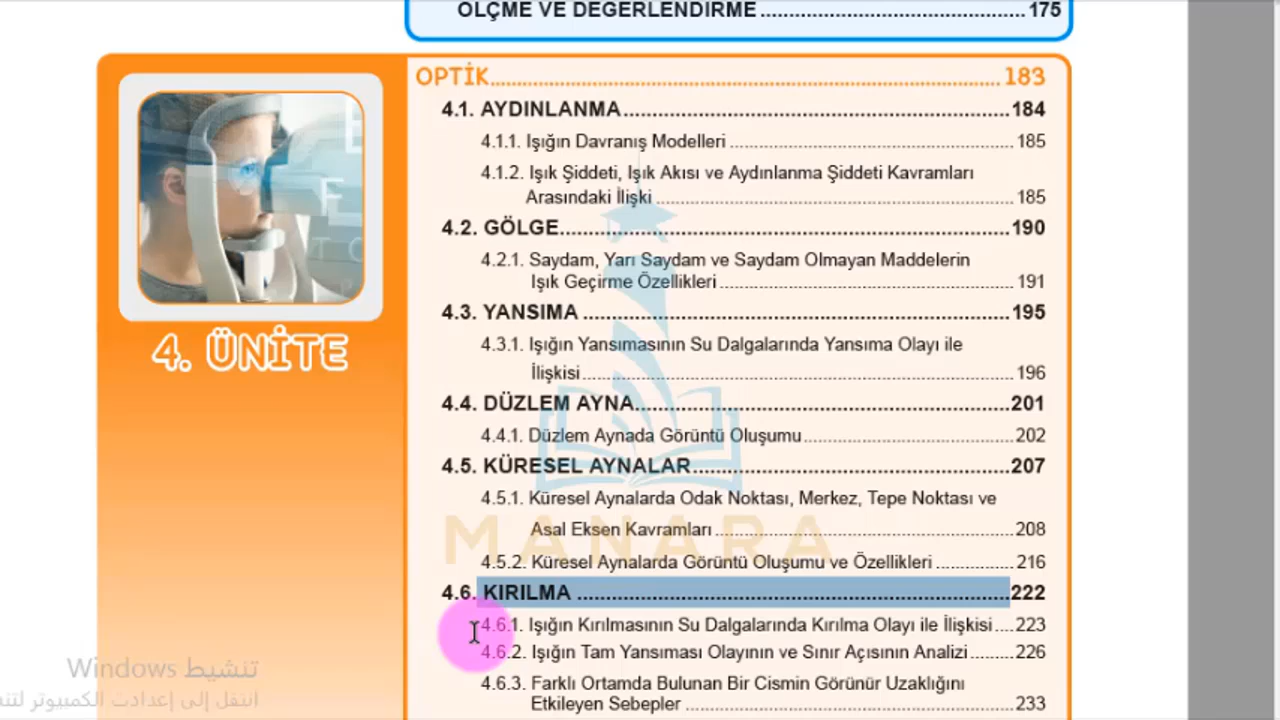 ÖLÇME VE DEĞERLENDİRME 175
OPTİK 183
4.1. AYDINLANMA 184
4.1.1. Işığın Davranış Modelleri 185
4.1.2. Işık Şiddeti, Işık Akısı ve Aydınlanma Şiddeti Kavramları
Arasındaki İlişki 185
4.2. GÖLGE 190
4.2.1. Saydam, Yarı Saydam ve Saydam Olmayan Maddelerin
Işık Geçirme Özellikleri 191
4. ÜNİTE
4.3. YANSIMA 195
4.3.1. Işığın Yansımasının Su Dalgalarında Yansıma Olayı ile
İlişkisi 196
4.4. DÜZLEM AYNA 201
4.4.1. Düzlem Aynada Görüntü Oluşumu 202
4.5. KÜRESEL AYNALAR 207
4.5.1. Küresel Aynalarda Odak Noktası, Merkez, Tepe Noktası ve
Asal Eksen Kavramları 208
MANARA
4.5.2. Küresel Aynalarda Görüntü Oluşumu ve Özellikleri 216
4.6. KIRILMA 222
4.6.1. Işığın Kırılmasının Su Dalgalarında Kırılma Olayı ile İlişkisi 223
4.6.2. Işığın Tam Yansıması Olayının ve Sınır Açısının Analizi 226
4.6.3. Farklı Ortamda Bulunan Bir Cismin Görünür Uzaklığını
Etkileyen Sebepler 233
تنشيط Windows
انتقل إلى إعدادت الكمبيوتر